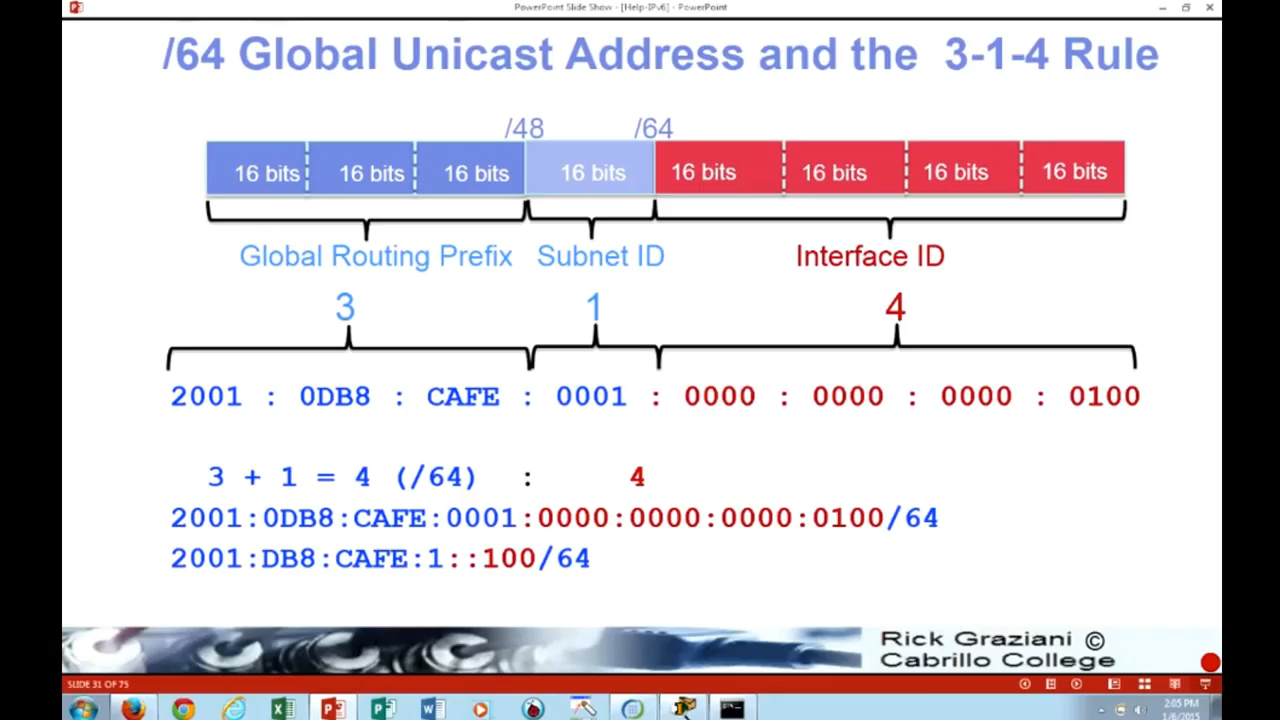 PowerPoint Slide Show - [Help-IPv6] - PowerPoint
/64 Global Unicast Address and the 3-1-4 Rule
/48 /64
16 bits 16 bits 16 bits 16 bits 16 bits 16 bits 16 bits 16 bits
Global Routing Prefix Subnet ID Interface ID
3 1 4
2001 : 0DB8 : CAFE : 0001 : 0000 : 0000 : 0000 : 0100
3 + 1 = 4 (/64) : 4
2001:0DB8:CAFE:0001:0000:0000:0000:0100/64
2001:DB8:CAFE:1::100/64
Rick Graziani ©
Cabrillo College
SLIDE 31 OF 75
2:05 PM
1/6/2015